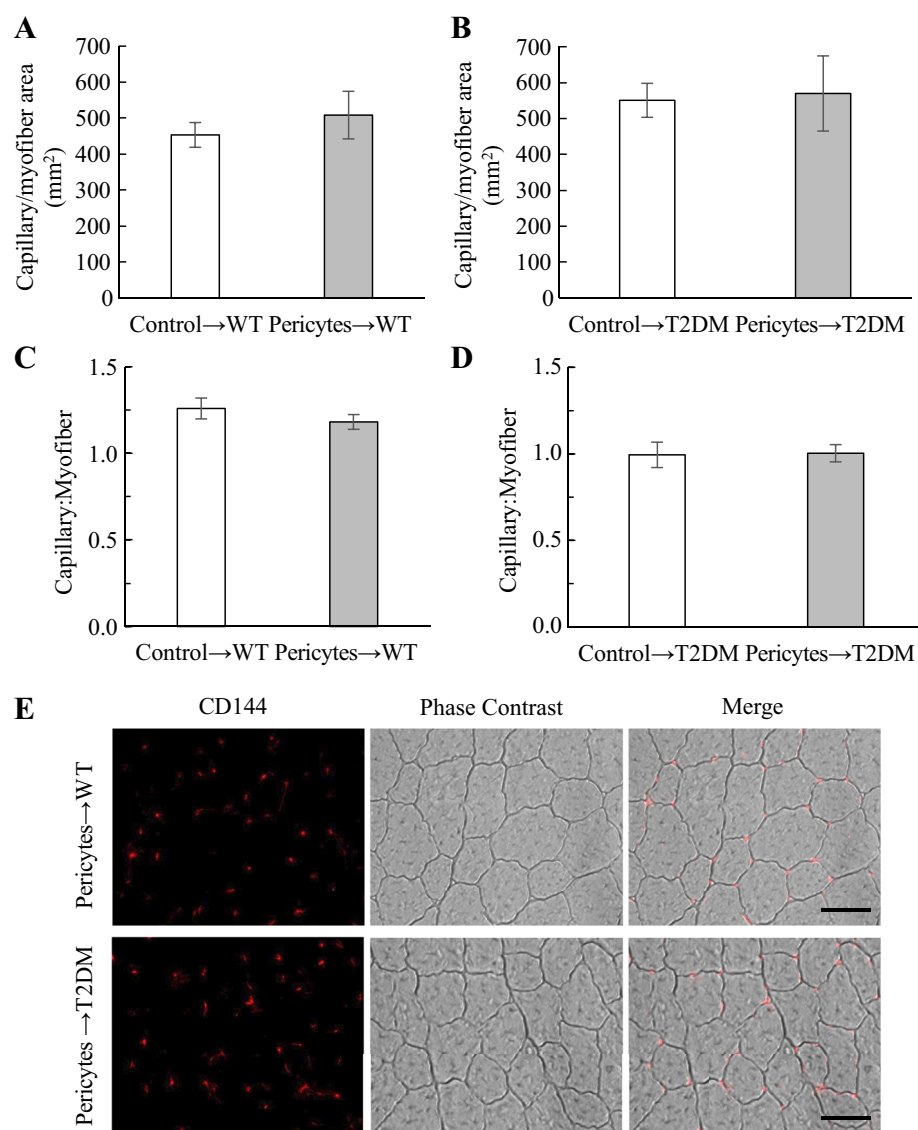 A
Capillary/myofiber area
(mm²)
700
600
500
400
300
200
100
0
Control→WT Pericytes→WT
B
Capillary/myofiber area
(mm²)
700
600
500
400
300
200
100
0
Control→T2DM Pericytes→T2DM
C
Capillary:Myofiber
1.5
1.0
0.5
0.0
Control→WT Pericytes→WT
D
Capillary:Myofiber
1.5
1.0
0.5
0.0
Control→T2DM Pericytes→T2DM
E
CD144 Phase Contrast Merge
Pericytes→WT
Pericytes →T2DM